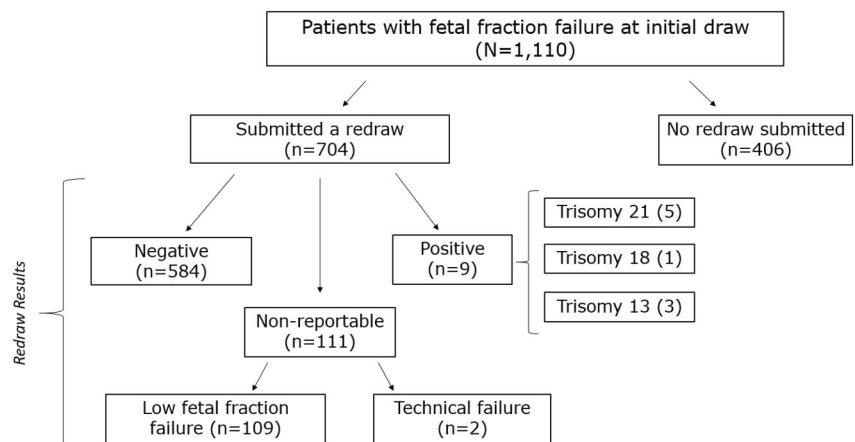 Patients with fetal fraction failure at initial draw
(N=1,110)
Submitted a redraw
(n=704)
No redraw submitted
(n=406)
Redraw Results
Negative
(n=584)
Positive
(n=9)
Trisomy 21 (5)
Trisomy 18 (1)
Trisomy 13 (3)
Non-reportable
(n=111)
Low fetal fraction
failure (n=109)
Technical failure
(n=2)